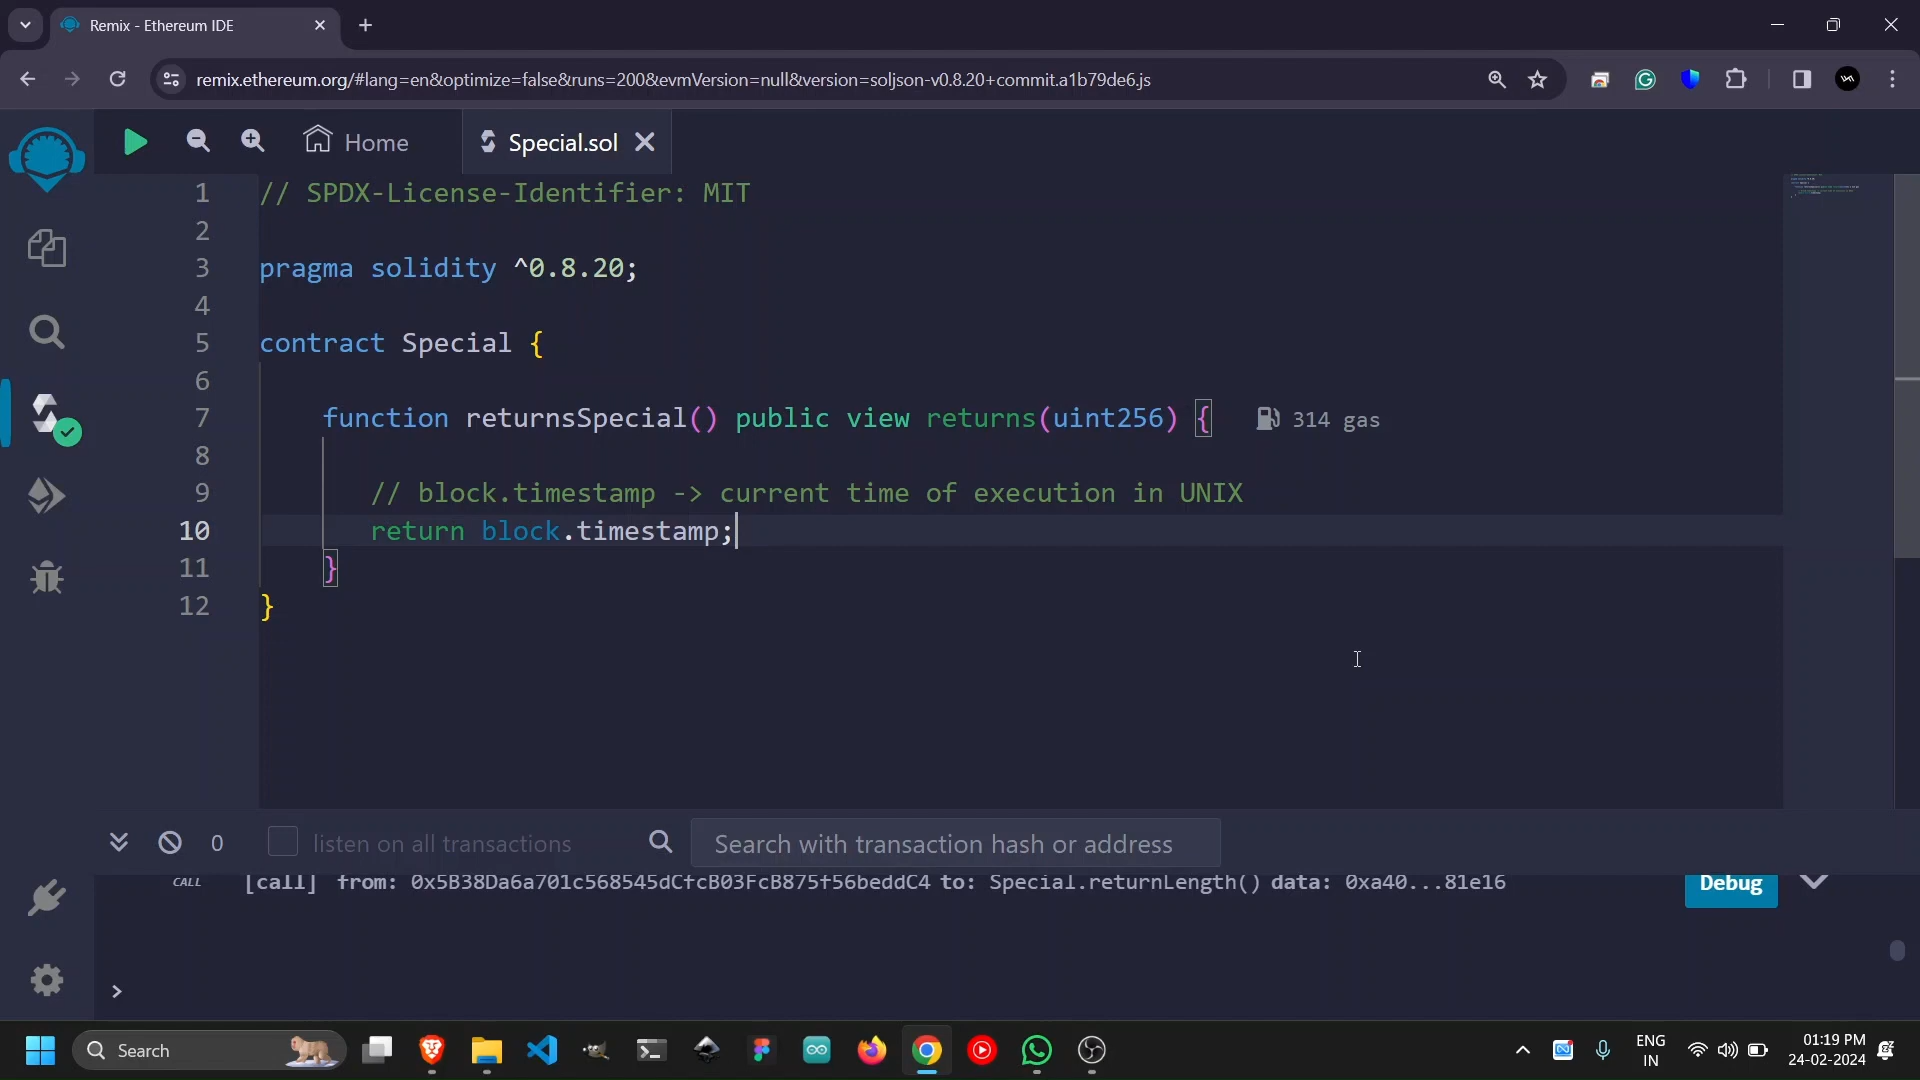 Remix - Ethereum IDE
remix.ethereum.org/#lang=en&optimize=false&runs=200&evmVersion=null&version=soljson-v0.8.20+commit.a1b79de6.js
Home
Special.sol
1 // SPDX-License-Identifier: MIT
2
3 pragma solidity ^0.8.20;
4
5 contract Special {
6
7 function returnsSpecial() public view returns(uint256) { 314 gas
8
9 // block.timestamp -> current time of execution in UNIX
10 return block.timestamp;
11 }
12 }
0 listen on all transactions Search with transaction hash or address
CALL [call] from: 0x5B38Da6a701c568545dCfcB03FcB875f56beddC4 to: Special.returnLength() data: 0xa40...81e16 Debug
>
Search
ENG
IN
01:19 PM
24-02-2024